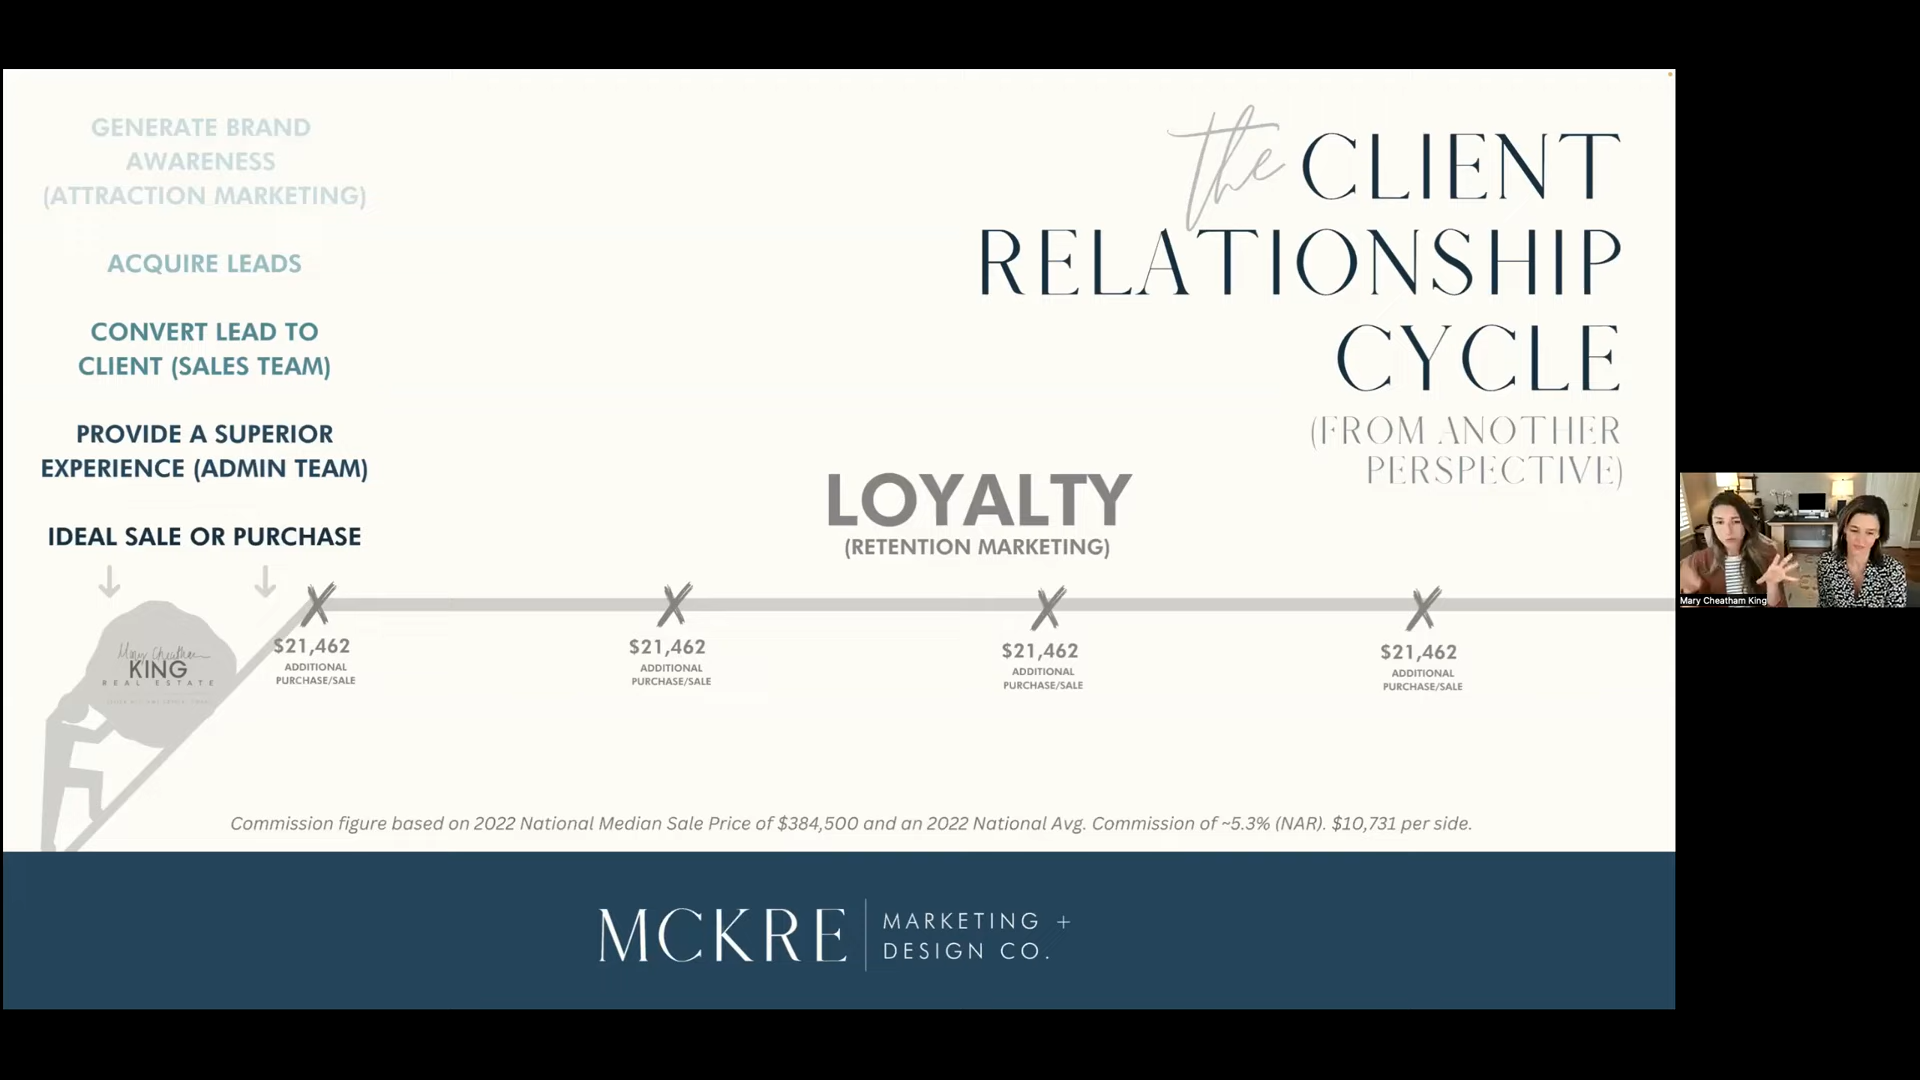 GENERATE BRAND
AWARENESS
(ATTRACTION MARKETING)
ACQUIRE LEADS
CONVERT LEAD TO
CLIENT (SALES TEAM)
PROVIDE A SUPERIOR
EXPERIENCE (ADMIN TEAM)
IDEAL SALE OR PURCHASE
the CLIENT
RELATIONSHIP
CYCLE
(FROM ANOTHER
PERSPECTIVE)
LOYALTY
(RETENTION MARKETING)
Mary Cheatham
KING
REAL ESTATE
$21,462
ADDITIONAL
PURCHASE/SALE
$21,462
ADDITIONAL
PURCHASE/SALE
$21,462
ADDITIONAL
PURCHASE/SALE
$21,462
ADDITIONAL
PURCHASE/SALE
Commission figure based on 2022 National Median Sale Price of $384,500 and an 2022 National Avg. Commission of ~5.3% (NAR). $10,731 per side.
MCKRE
MARKETING +
DESIGN CO.
Mary Cheatham King